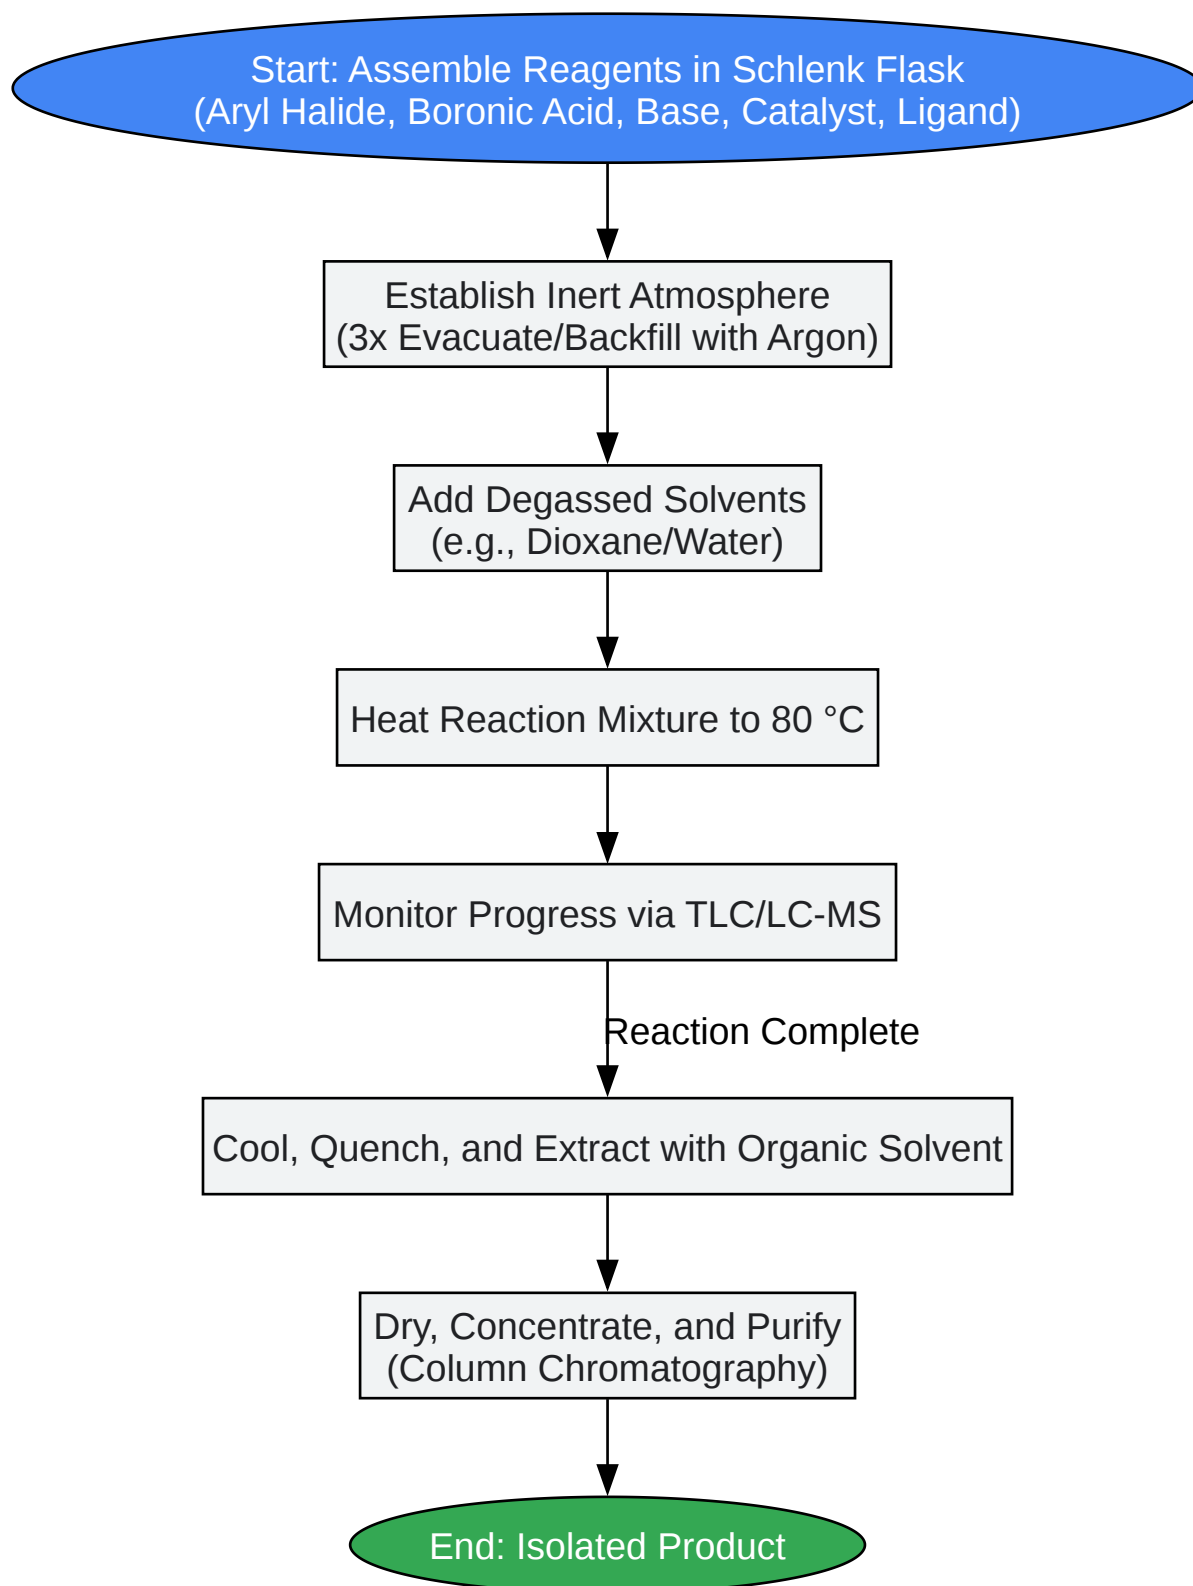 Start: Assemble Reagents in Schlenk Flask
(Aryl Halide, Boronic Acid, Base, Catalyst, Ligand)
Establish Inert Atmosphere
(3x Evacuate/Backfill with Argon)
Add Degassed Solvents
(e.g., Dioxane/Water)
Heat Reaction Mixture to 80 °C
Monitor Progress via TLC/LC-MS
Reaction Complete
Cool, Quench, and Extract with Organic Solvent
Dry, Concentrate, and Purify
(Column Chromatography)
End: Isolated Product